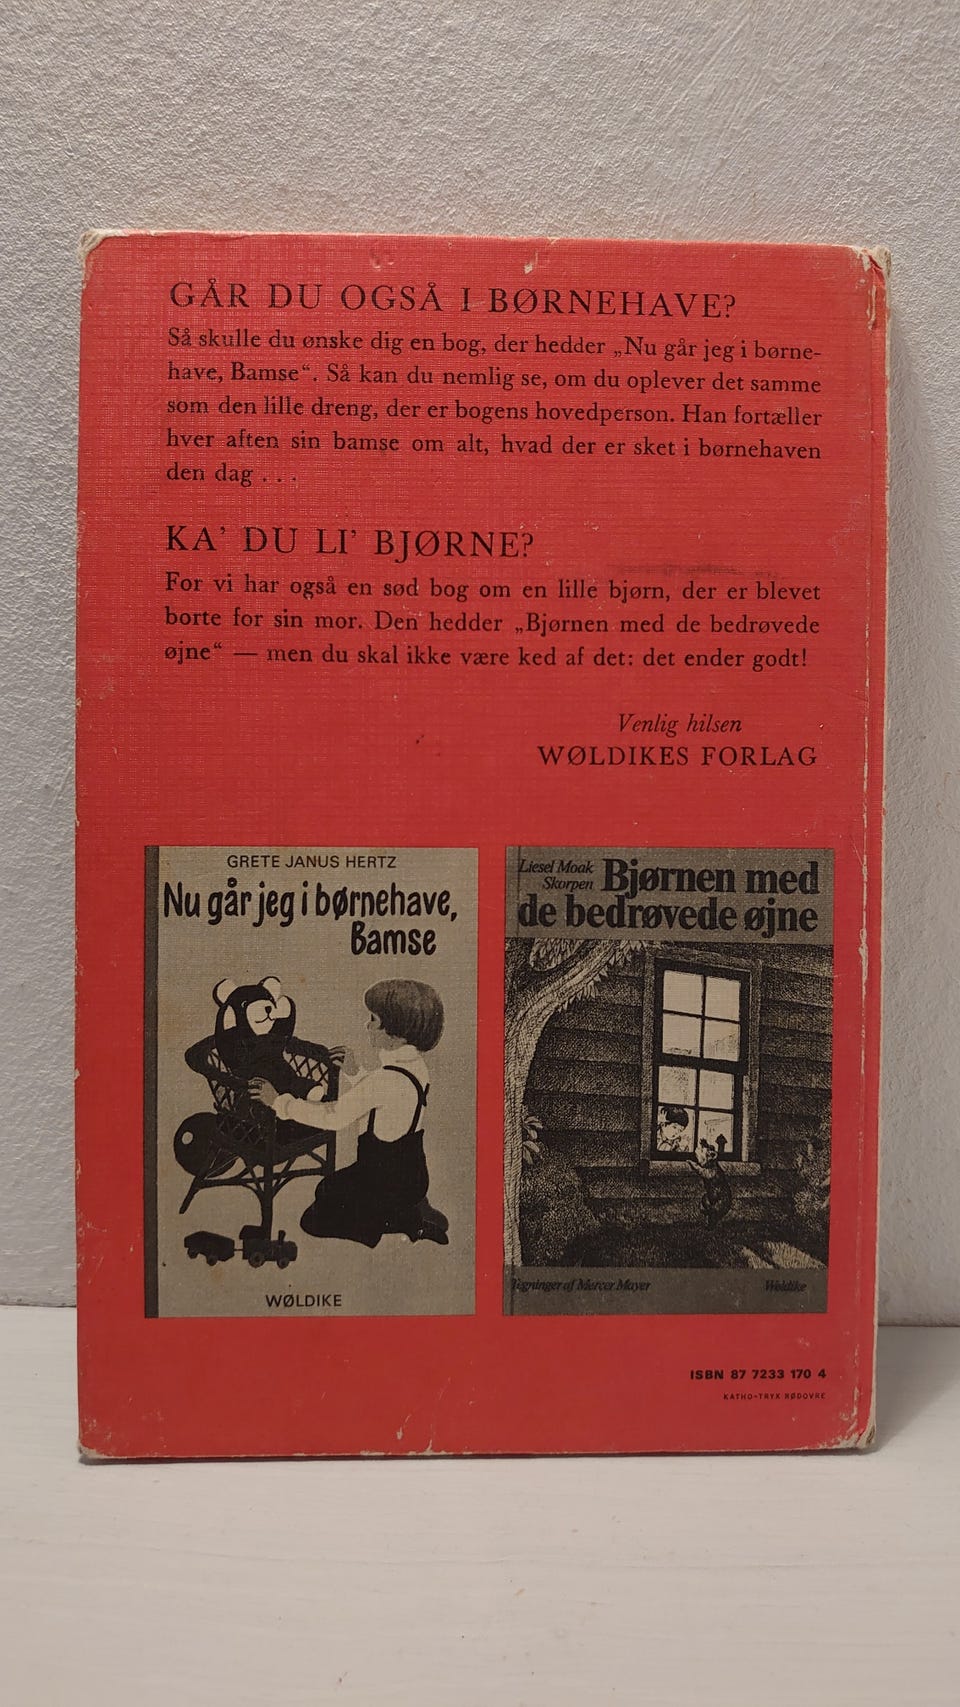 GÅR DU OGSÅ I BØRNEHAVE?
Så skulle du ønske dig en bog, der hedder „Nu går jeg i børne-
have, Bamse“. Så kan du nemlig se, om du oplever det samme
som den lille dreng, der er bogens hovedperson. Han fortæller
hver aften sin bamse om alt, hvad der er sket i børnehaven
den dag . . .
KA’ DU LI’ BJØRNE?
For vi har også en sød bog om en lille bjørn, der er blevet
borte for sin mor. Den hedder „Bjørnen med de bedrøvede
øjne“ — men du skal ikke være ked af det: det ender godt!
Venlig hilsen
WØLDIKES FORLAG
GRETE JANUS HERTZ
Nu går jeg i børnehave,
Bamse
WØLDIKE
Liesel Moak
Skorpen
Bjørnen med
de bedrøvede øjne
Tegninger af Mercer Mayer
Wøldike
ISBN 87 7233 170 4
KATHO-TRYK RØDOVRE